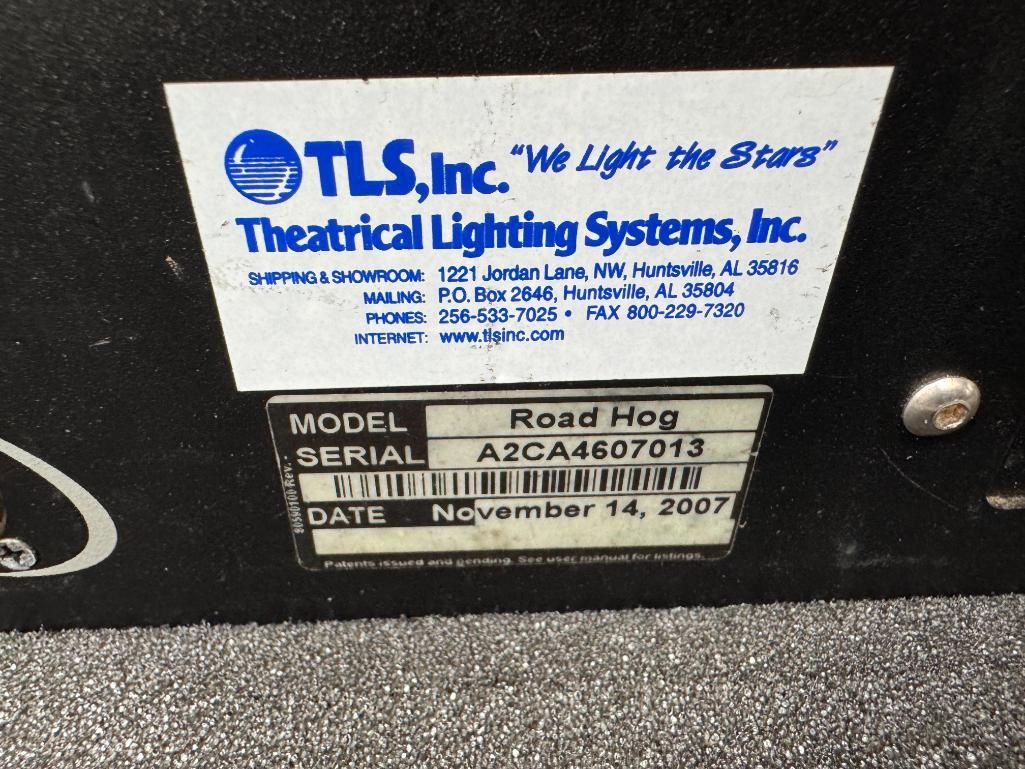 TLS, Inc. "We Light the Stars"
Theatrical Lighting Systems, Inc.
SHIPPING & SHOWROOM: 1221 Jordan Lane, NW, Huntsville, AL 35816
MAILING: P.O. Box 2646, Huntsville, AL 35804
PHONES: 256-533-7025 • FAX 800-229-7320
INTERNET: www.tlsinc.com
MODEL Road Hog
SERIAL A2CA4607013
DATE November 14, 2007
Patents issued and pending. See user manual for listings.
Rev.